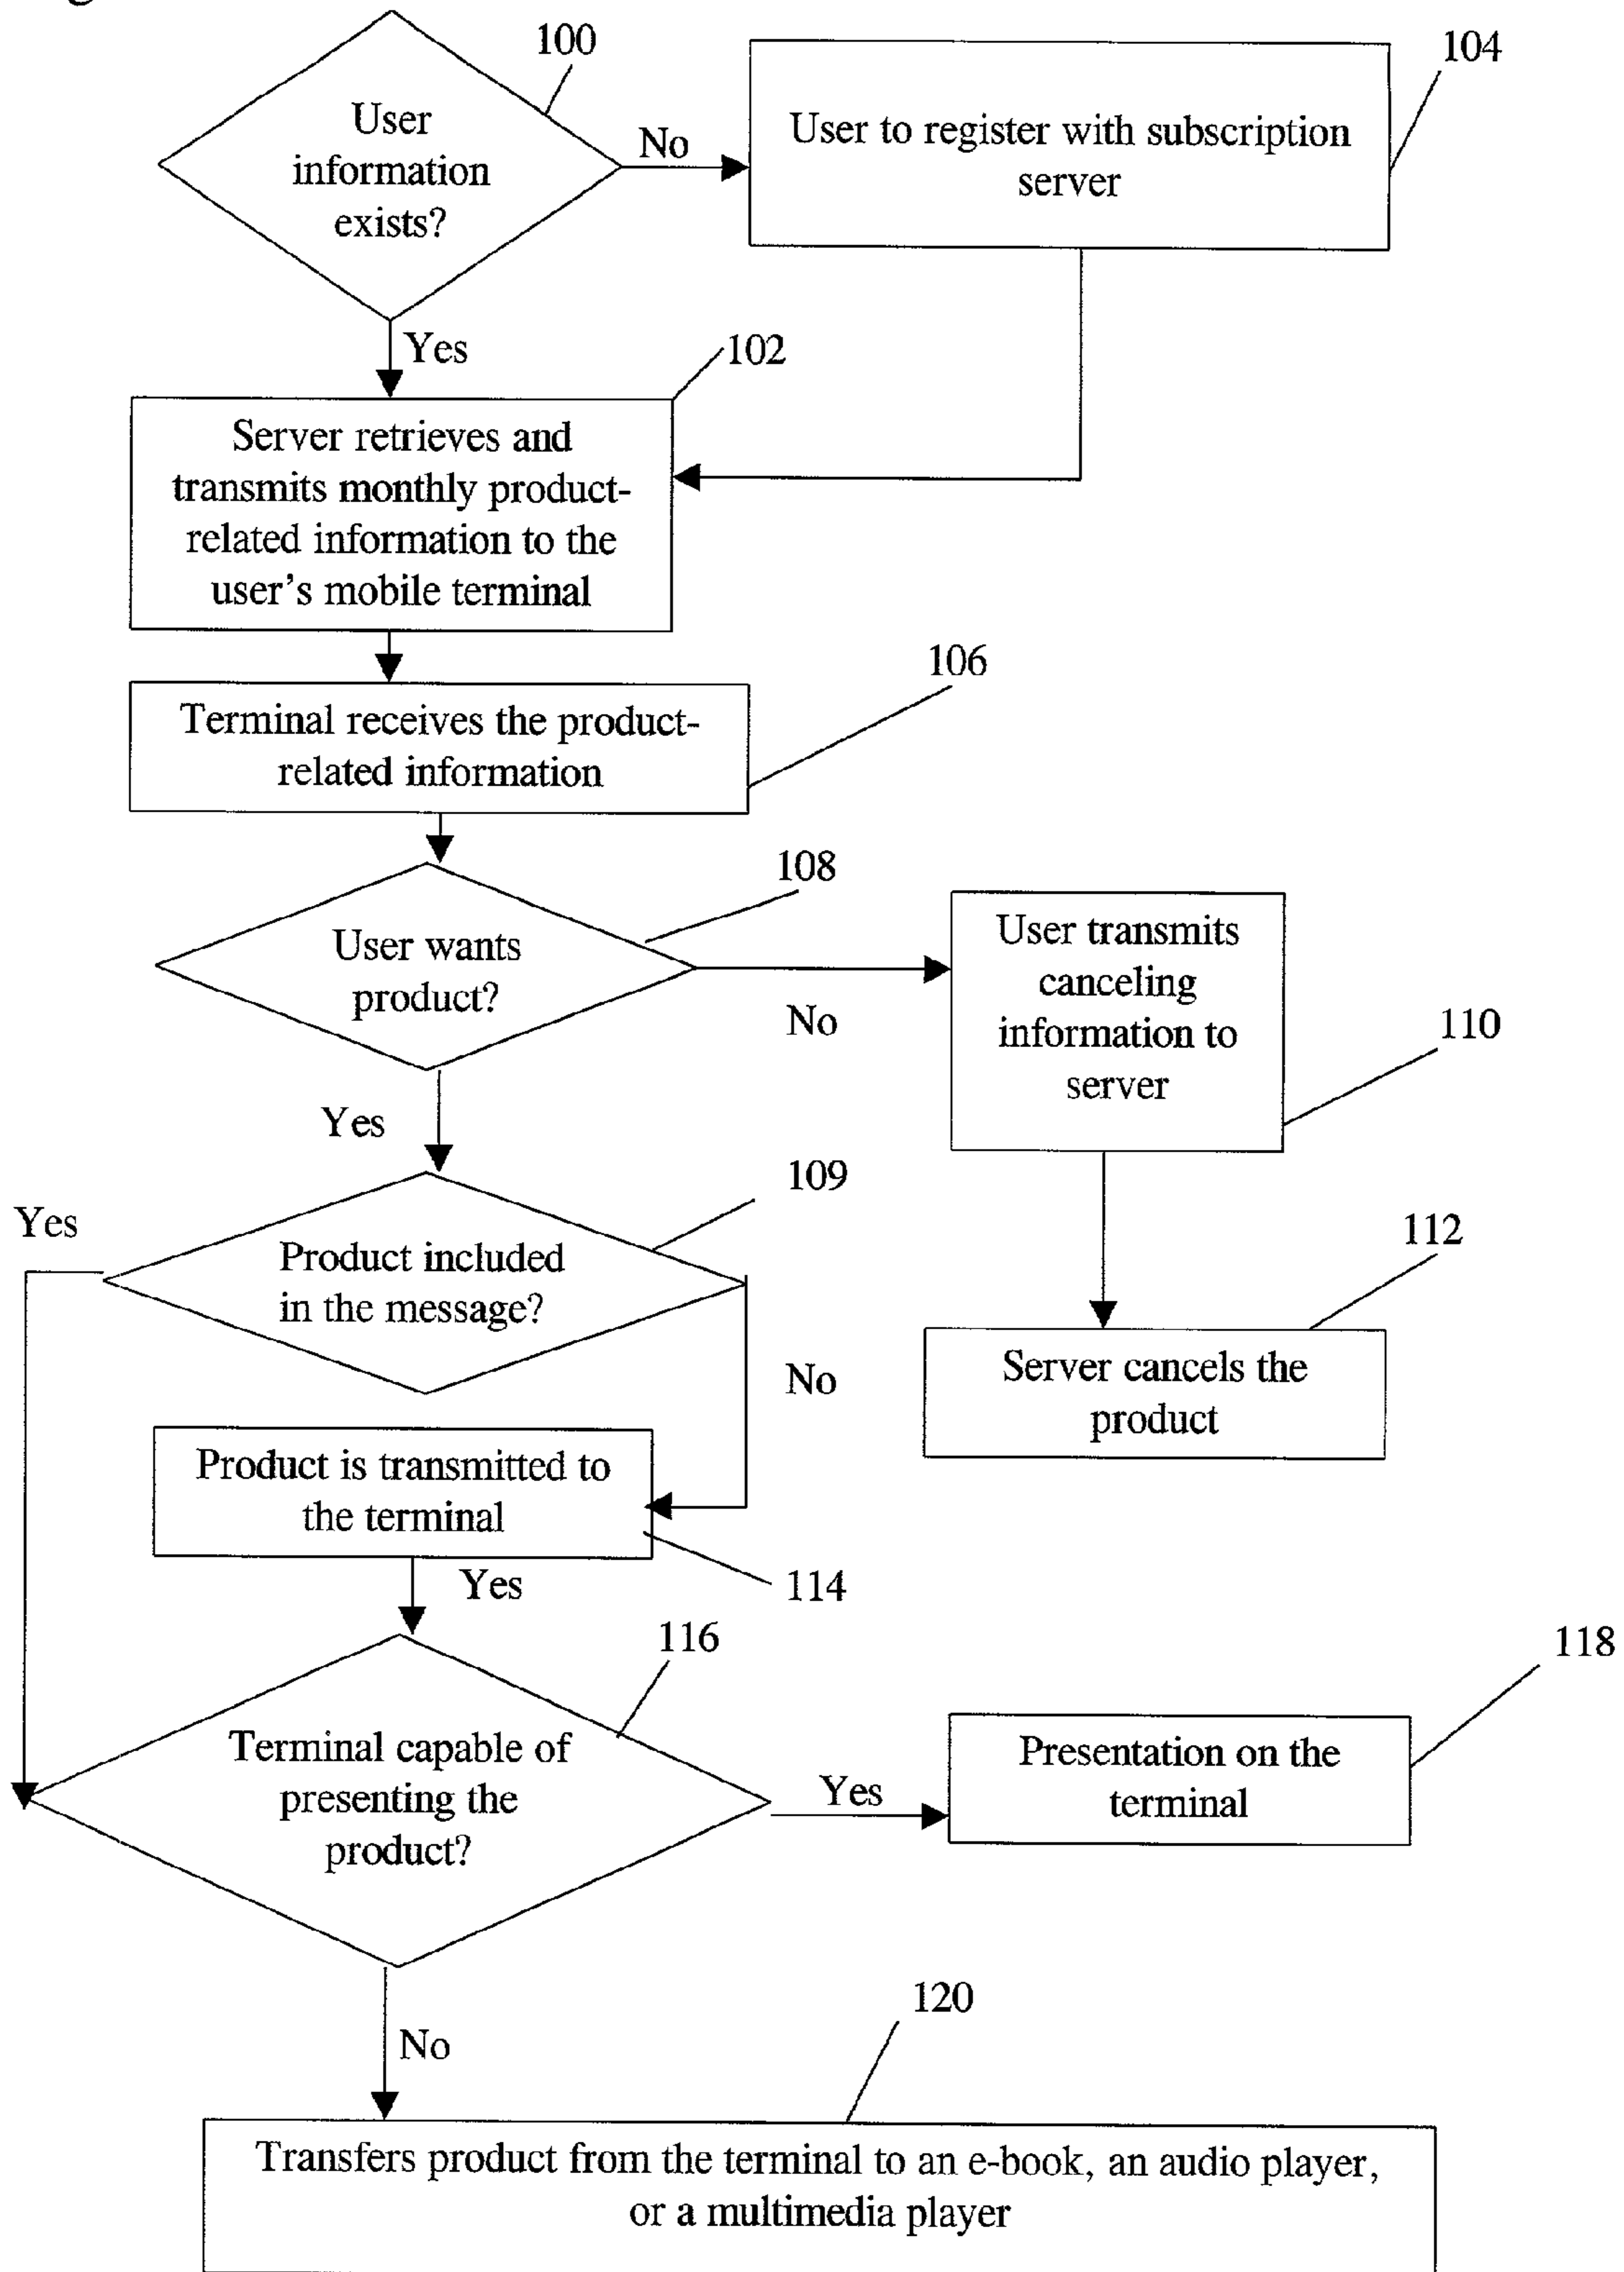 100
User
information
exists?
No
104
User to register with subscription
server
Yes
102
Server retrieves and
transmits monthly product-
related information to the
user's mobile terminal
106
Terminal receives the product-
related information
108
User wants
product?
No
User transmits
canceling
information to
server
110
Yes
109
Yes
Product included
in the message?
No
112
Server cancels the
product
Product is transmitted to
the terminal
114
Yes
116
Terminal capable of
presenting the
product?
Yes
118
Presentation on the
terminal
No
120
Transfers product from the terminal to an e-book, an audio player,
or a multimedia player